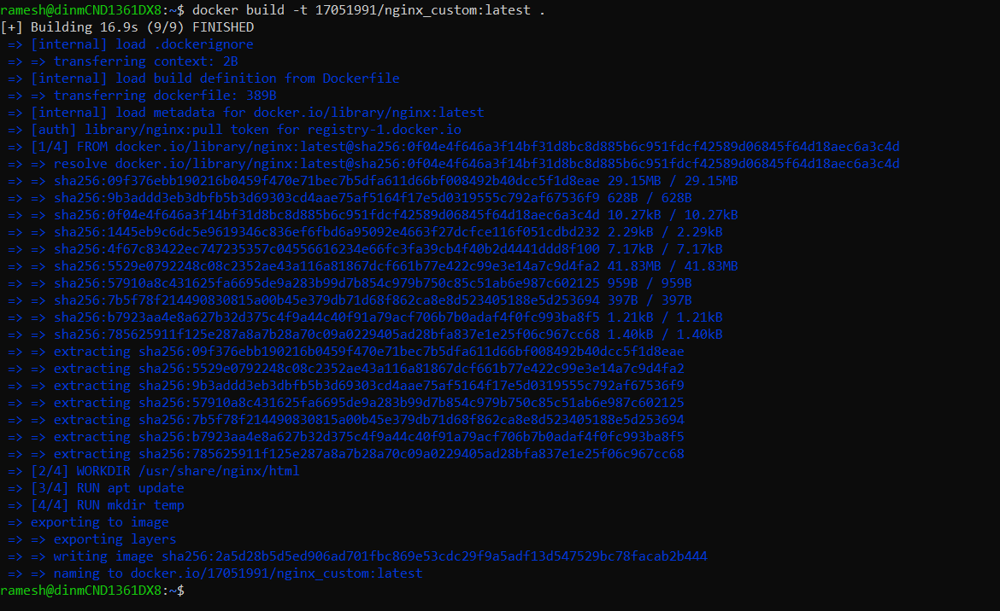 ramesh@dinmCND1361DX8:~$ docker build -t 17051991/nginx_custom:latest .
[+] Building 16.9s (9/9) FINISHED
=> [internal] load .dockerignore
=> => transferring context: 2B
=> [internal] load build definition from Dockerfile
=> => transferring dockerfile: 389B
=> [internal] load metadata for docker.io/library/nginx:latest
=> [auth] library/nginx:pull token for registry-1.docker.io
=> [1/4] FROM docker.io/library/nginx:latest@sha256:0f04e4f646a3f14bf31d8bc8d885b6c951fdcf42589d06845f64d18aec6a3c4d
=> => resolve docker.io/library/nginx:latest@sha256:0f04e4f646a3f14bf31d8bc8d885b6c951fdcf42589d06845f64d18aec6a3c4d
=> => sha256:09f376ebb190216b0459f470e71bec7b5dfa611d66bf008492b40dcc5f1d8eae 29.15MB / 29.15MB
=> => sha256:9b3addd3eb3dbfb5b3d69303cd4aae75af5164f17e5d0319555c792af67536f9 628B / 628B
=> => sha256:0f04e4f646a3f14bf31d8bc8d885b6c951fdcf42589d06845f64d18aec6a3c4d 10.27kB / 10.27kB
=> => sha256:1445eb9c6dc5e9619346c836ef6fbd6a95092e4663f27dcfce116f051cdbd232 2.29kB / 2.29kB
=> => sha256:4f67c83422ec747235357c04556616234e66fc3fa39cb4f40b2d4441ddd8f100 7.17kB / 7.17kB
=> => sha256:5529e0792248c08c2352ae43a116a81867dcf661b77e422c99e3e14a7c9d4fa2 41.83MB / 41.83MB
=> => sha256:57910a8c431625fa6695de9a283b99d7b854c979b750c85c51ab6e987c602125 959B / 959B
=> => sha256:7b5f78f214490830815a00b45e379db71d68f862ca8e8d523405188e5d253694 397B / 397B
=> => sha256:b7923aa4e8a627b32d375c4f9a44c40f91a79acf706b7b0adaf4f0fc993ba8f5 1.21kB / 1.21kB
=> => sha256:785625911f125e287a8a7b28a70c09a0229405ad28bfa837e1e25f06c967cc68 1.40kB / 1.40kB
=> => extracting sha256:09f376ebb190216b0459f470e71bec7b5dfa611d66bf008492b40dcc5f1d8eae
=> => extracting sha256:5529e0792248c08c2352ae43a116a81867dcf661b77e422c99e3e14a7c9d4fa2
=> => extracting sha256:9b3addd3eb3dbfb5b3d69303cd4aae75af5164f17e5d0319555c792af67536f9
=> => extracting sha256:57910a8c431625fa6695de9a283b99d7b854c979b750c85c51ab6e987c602125
=> => extracting sha256:7b5f78f214490830815a00b45e379db71d68f862ca8e8d523405188e5d253694
=> => extracting sha256:b7923aa4e8a627b32d375c4f9a44c40f91a79acf706b7b0adaf4f0fc993ba8f5
=> => extracting sha256:785625911f125e287a8a7b28a70c09a0229405ad28bfa837e1e25f06c967cc68
=> [2/4] WORKDIR /usr/share/nginx/html
=> [3/4] RUN apt update
=> [4/4] RUN mkdir temp
=> exporting to image
=> => exporting layers
=> => writing image sha256:2a5d28b5d5ed906ad701fbc869e53cdc29f9a5adf13d547529bc78facab2b444
=> => naming to docker.io/17051991/nginx_custom:latest
ramesh@dinmCND1361DX8:~$